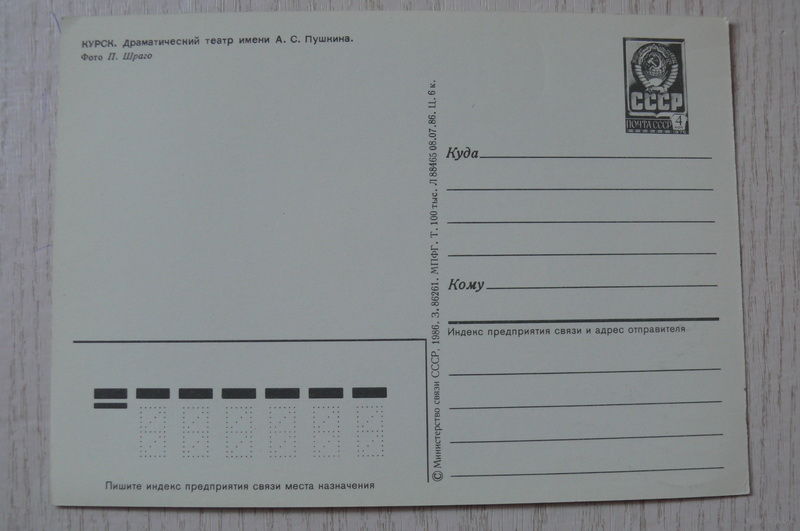 КУРСК. Драматический театр имени А. С. Пушкина.
Фото П. Шраго
СССР
ПОЧТА СССР
4
Куда
Кому
Индекс предприятия связи и адрес отправителя
© Министерство связи СССР, 1986. З. 86261. МПФГ. Т. 100 тыс. Л 88465 08.07.86. Ц. 6 к.
Пишите индекс предприятия связи места назначения